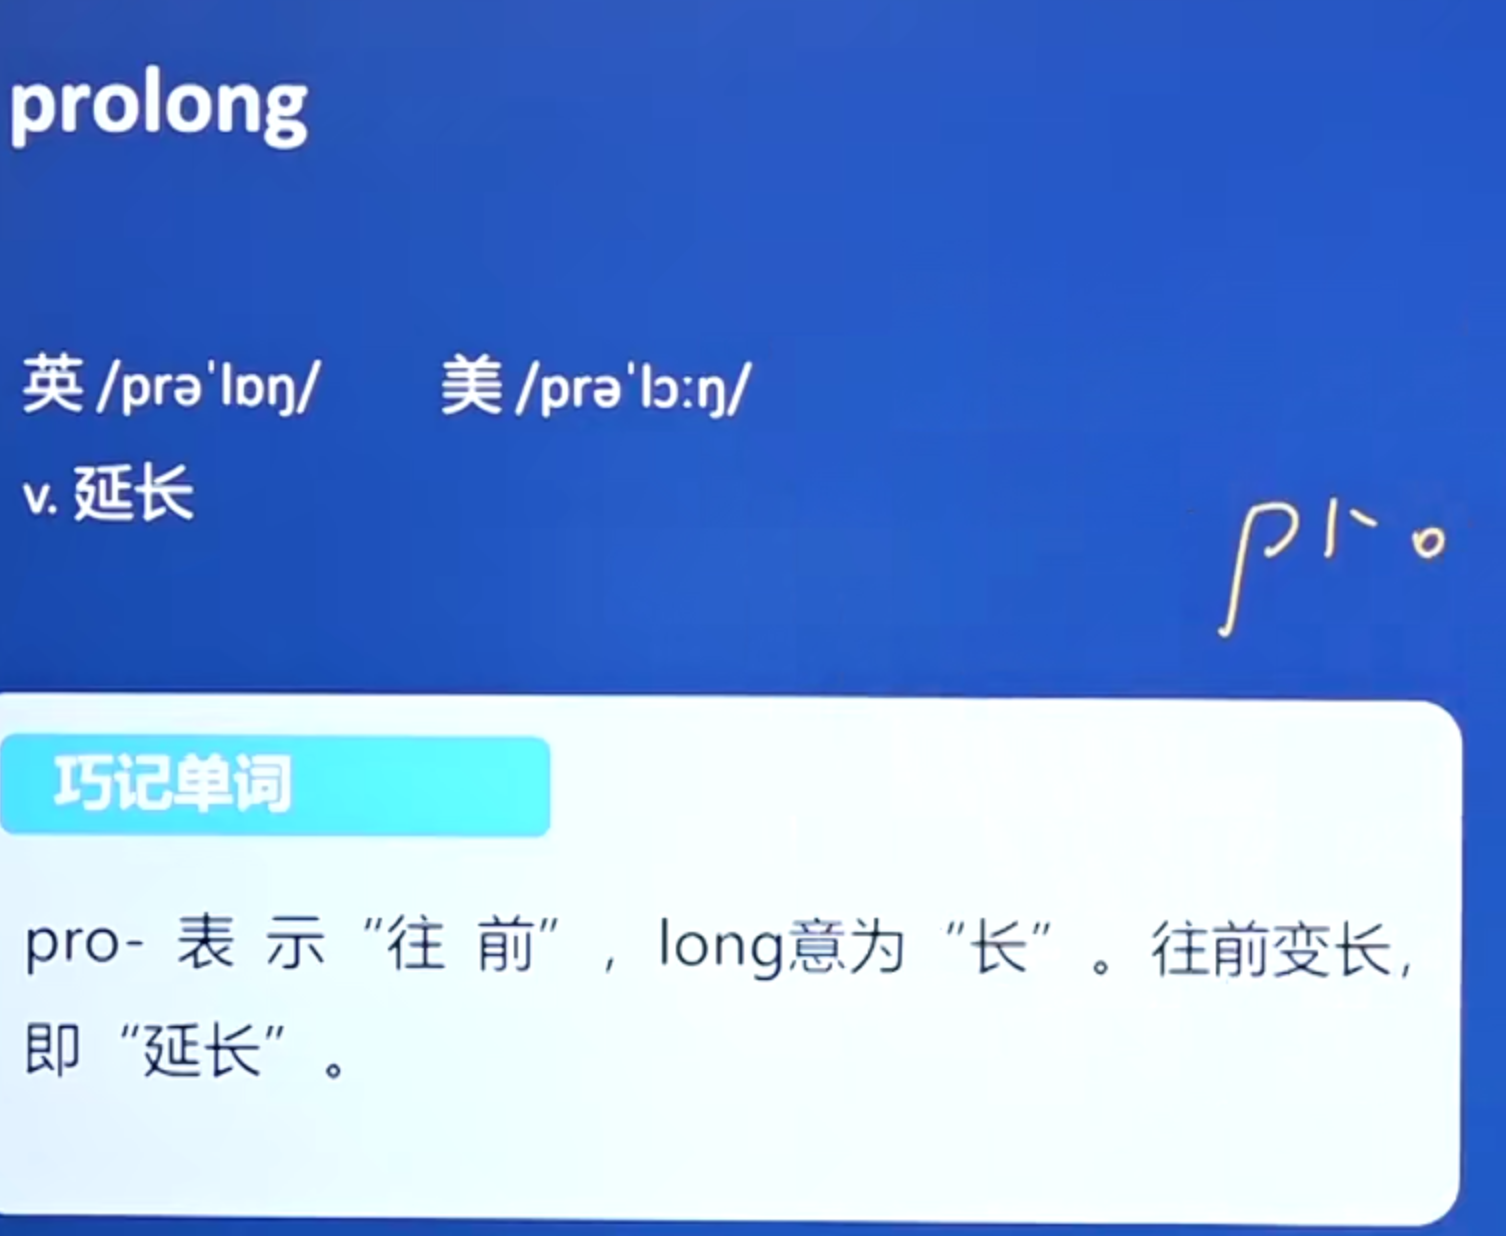 prolong
英 /prəˈlɒŋ/ 美 /prəˈlɔːŋ/
v. 延长
pro
巧记单词
pro- 表 示 “往 前” ，long意为 “长” 。往前变长，
即 “延长” 。